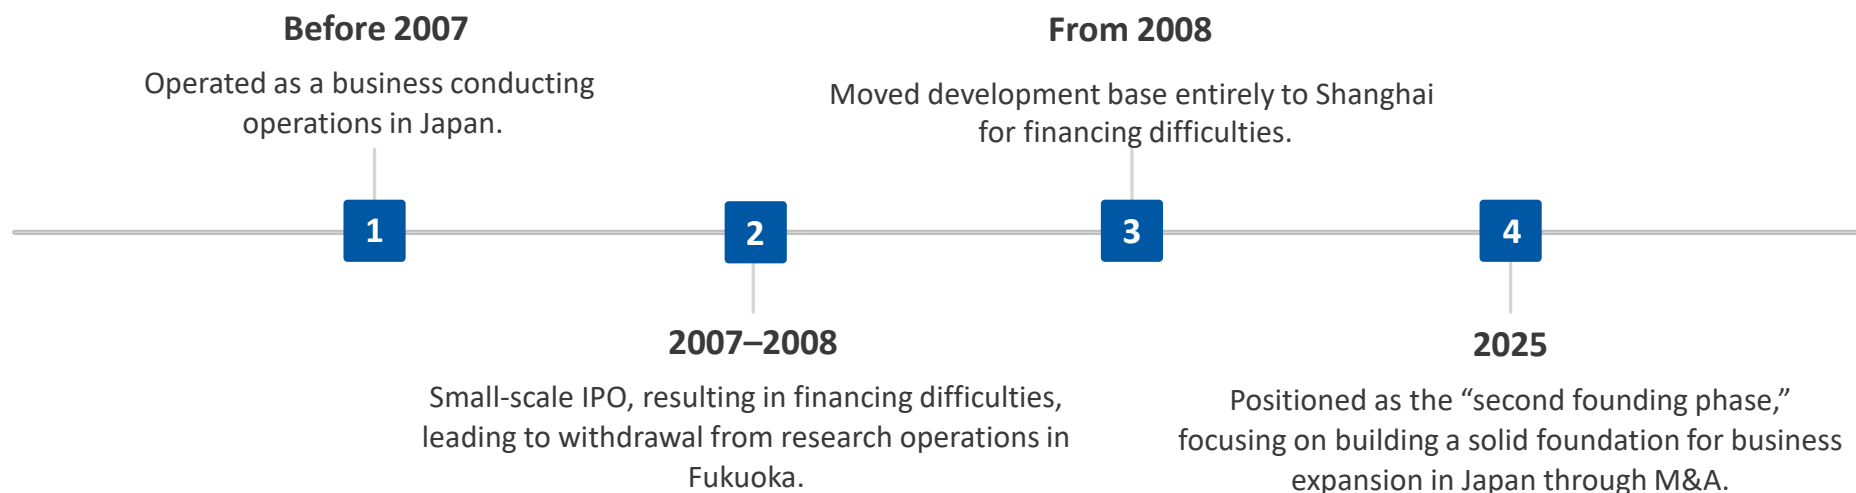 Before 2007
Operated as a business conducting
operations in Japan.
1
2007–2008
Small-scale IPO, resulting in financing difficulties,
leading to withdrawal from research operations in
Fukuoka.
2
From 2008
Moved development base entirely to Shanghai
for financing difficulties.
3
2025
Positioned as the “second founding phase,”
focusing on building a solid foundation for business
expansion in Japan through M&A.
4